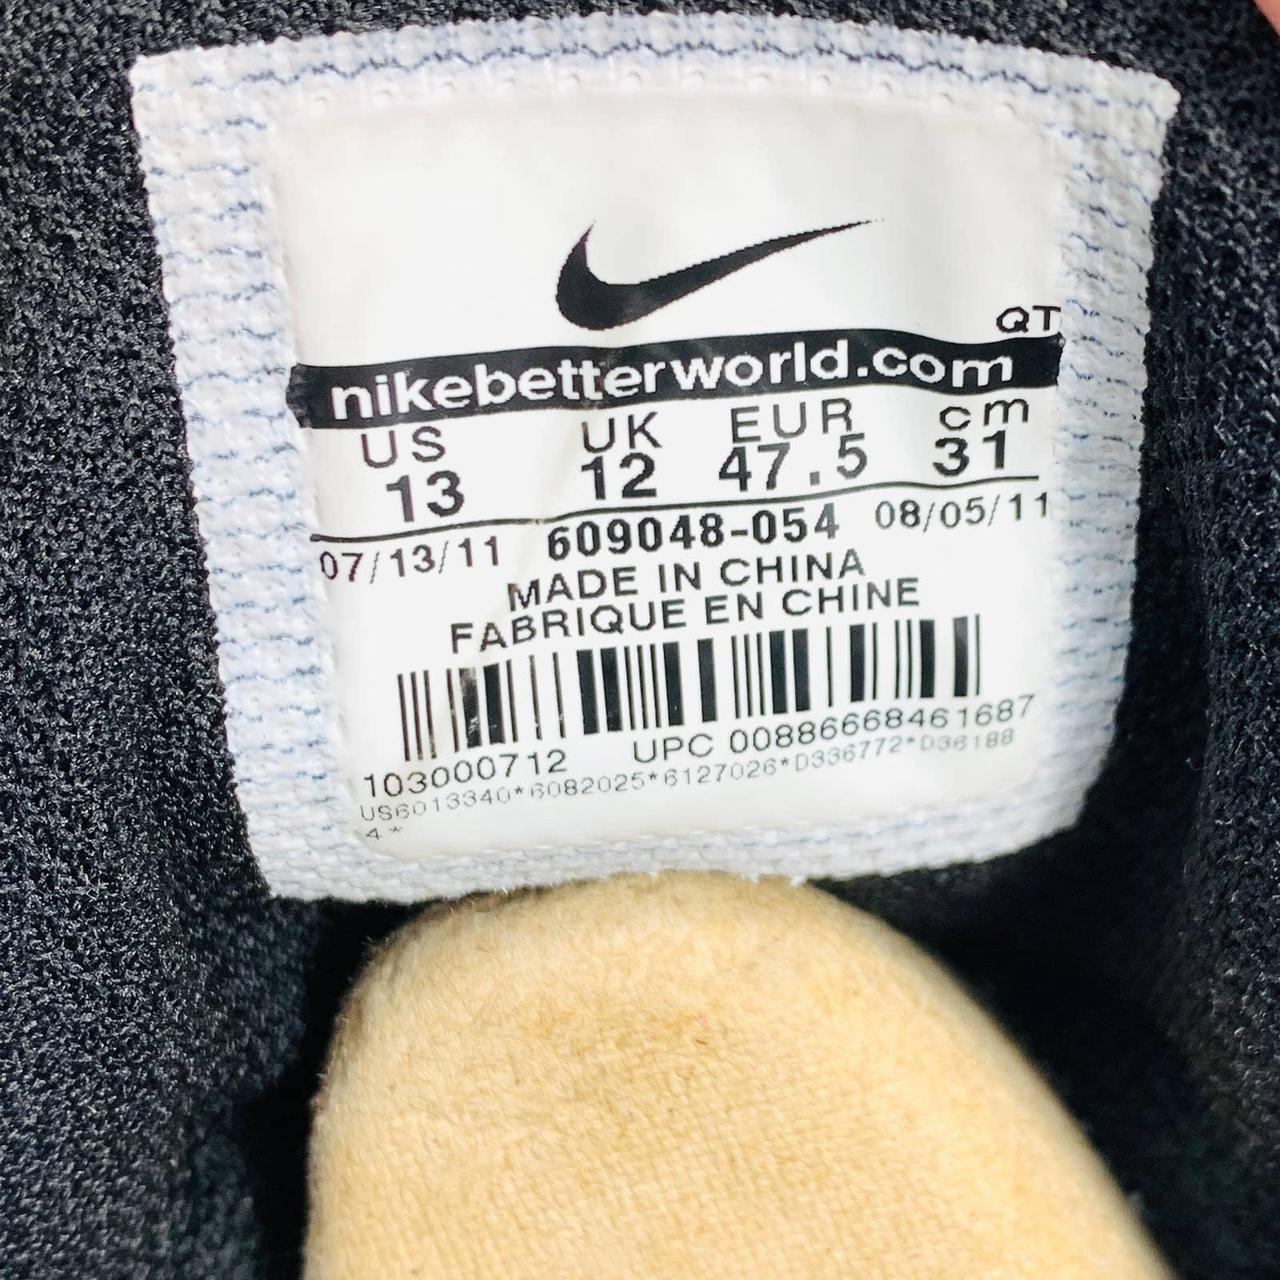 QT
nikebetterworld.com
US UK EUR cm
13 12 47.5 31
07/13/11 609048-054 08/05/11
MADE IN CHINA
FABRIQUE EN CHINE
103000712 UPC 00886668461687
US6013340*6082025*6127026*D336772*D36188
4*